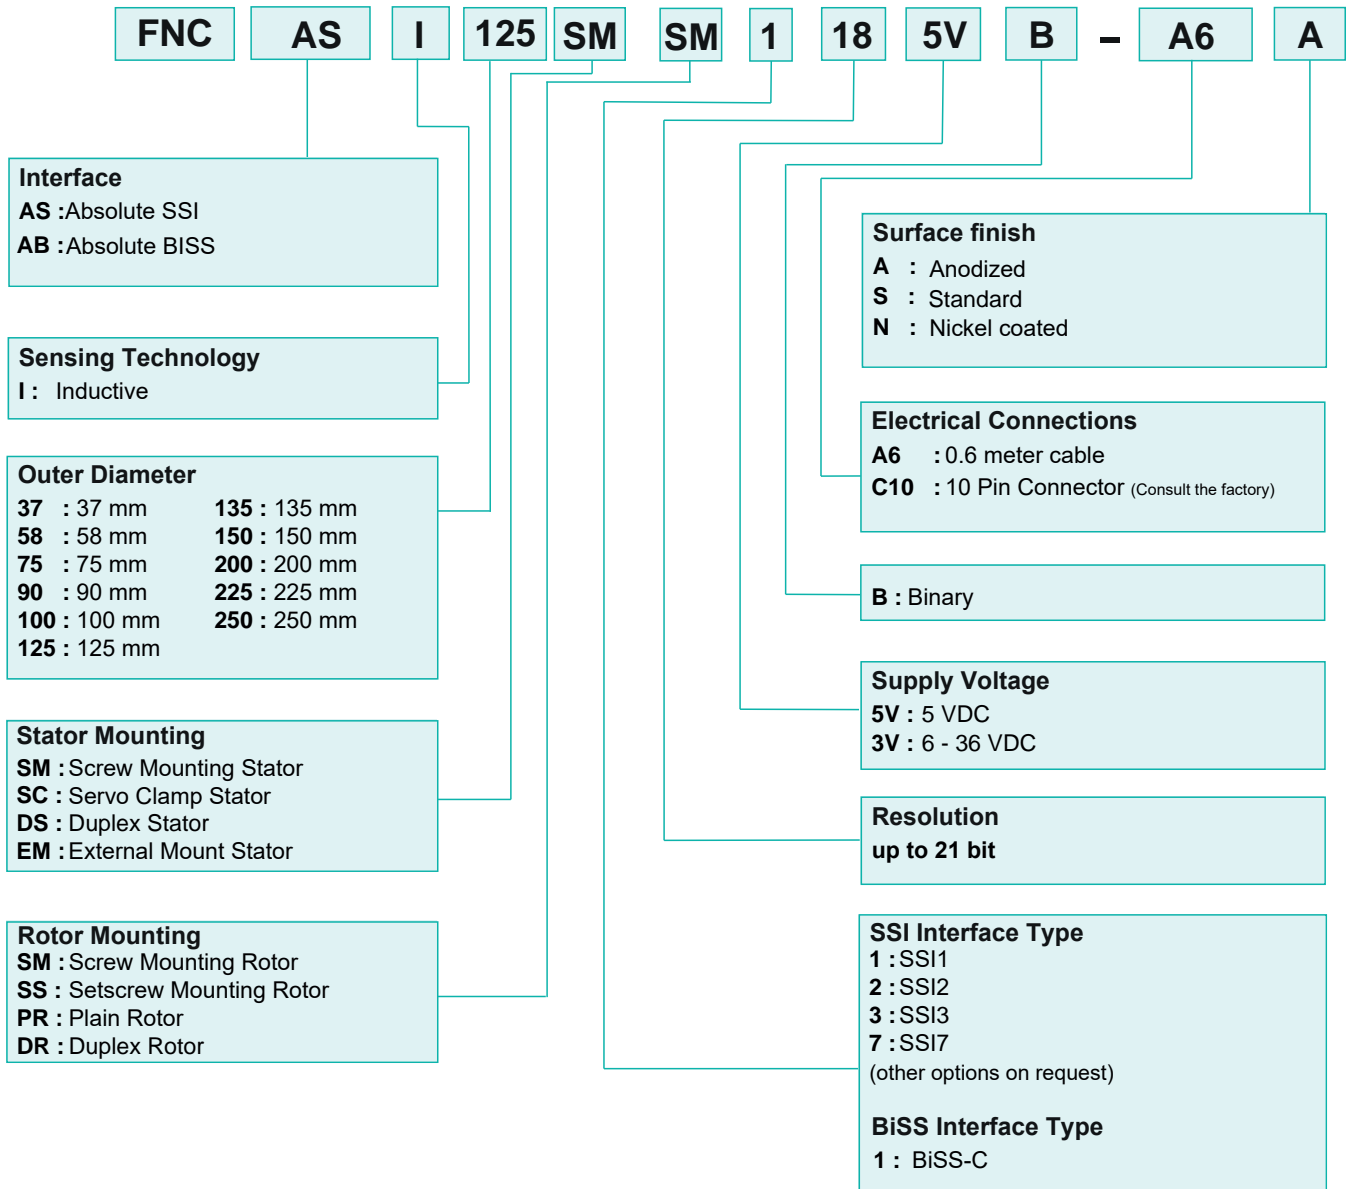 FNC AS I 125 SM SM 1 18 5V B – A6 A
Interface
AS :Absolute SSI
AB :Absolute BISS
Sensing Technology
I : Inductive
Outer Diameter
37 : 37 mm 135 : 135 mm
58 : 58 mm 150 : 150 mm
75 : 75 mm 200 : 200 mm
90 : 90 mm 225 : 225 mm
100 : 100 mm 250 : 250 mm
125 : 125 mm
Stator Mounting
SM : Screw Mounting Stator
SC : Servo Clamp Stator
DS : Duplex Stator
EM : External Mount Stator
Rotor Mounting
SM : Screw Mounting Rotor
SS : Setscrew Mounting Rotor
PR : Plain Rotor
DR : Duplex Rotor
Surface finish
A : Anodized
S : Standard
N : Nickel coated
Electrical Connections
A6 : 0.6 meter cable
C10 : 10 Pin Connector (Consult the factory)
B : Binary
Supply Voltage
5V : 5 VDC
3V : 6 - 36 VDC
Resolution
up to 21 bit
SSI Interface Type
1 : SSI1
2 : SSI2
3 : SSI3
7 : SSI7
(other options on request)
BiSS Interface Type
1 : BiSS-C